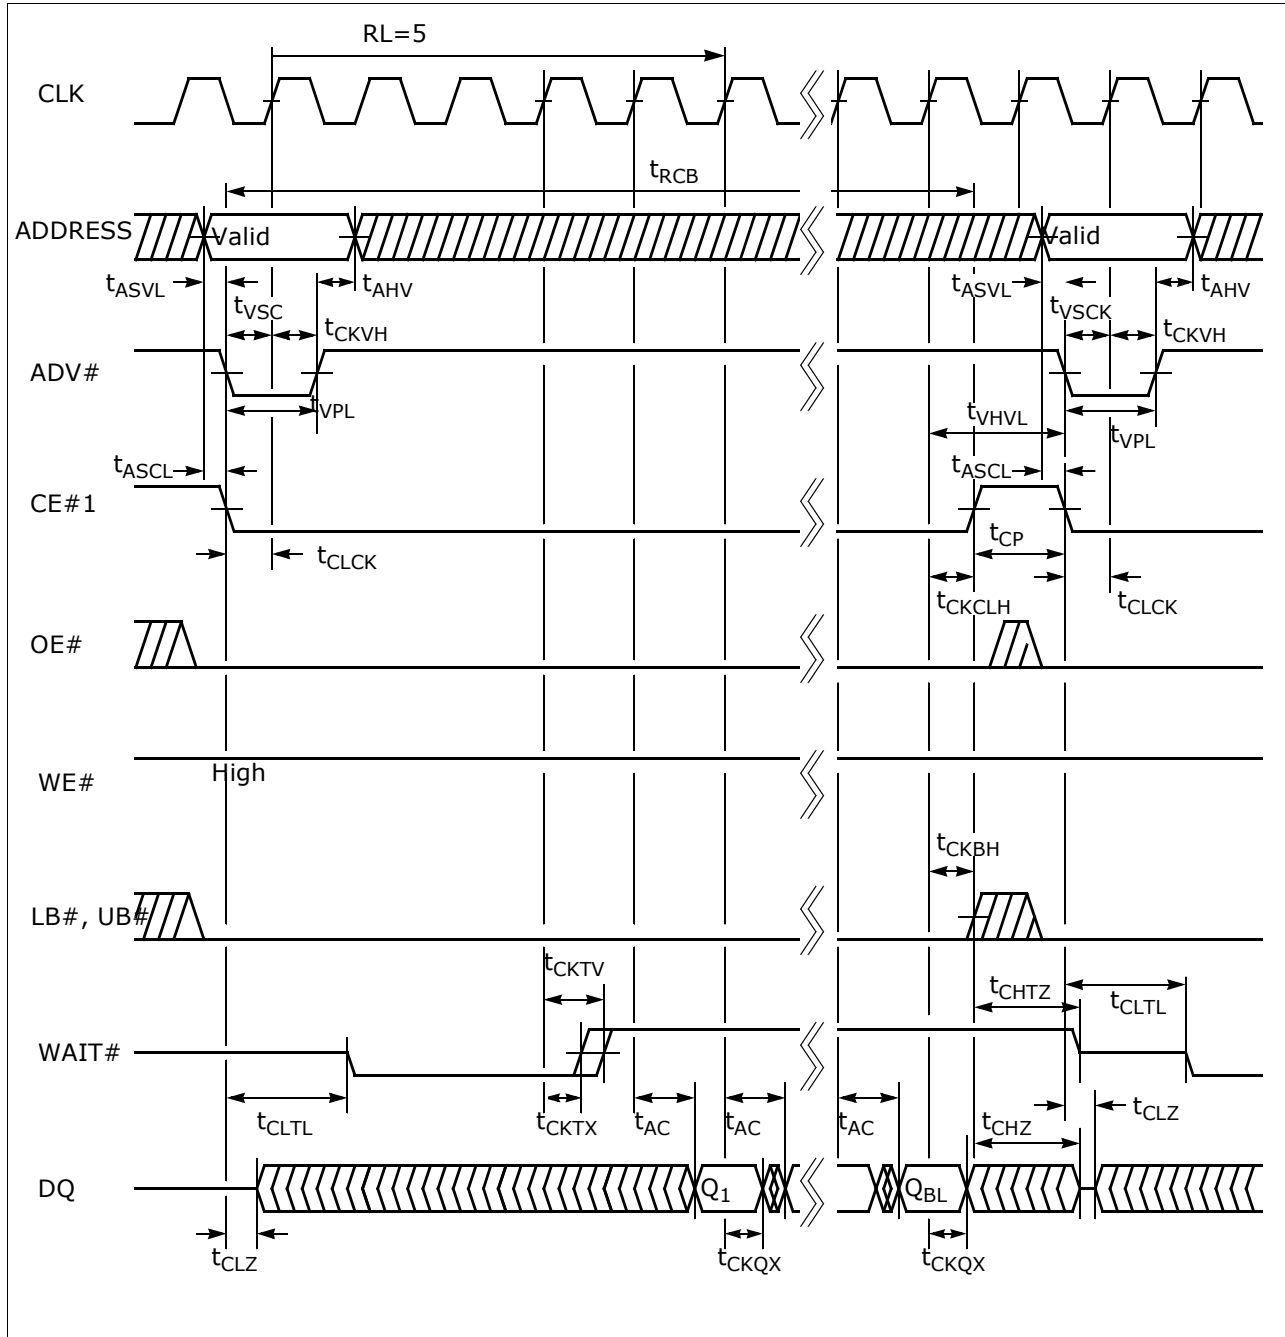 RL=5
CLK
tRCB
ADDRESS
Valid
Valid
tASVL
tAHV
tASVL
tAHV
tVSC
tCKVH
tVSCK
tCKVH
ADV#
tVPL
tVHVL
tVPL
tASCL
tASCL
CE#1
tCLCK
tCP
tCKCLH
tCLCK
OE#
WE#
High
tCKBH
LB#, UB#
tCKTV
tCHTZ
tCLTL
WAIT#
tCLTL
tCKTX
tAC
tAC
tAC
tCHZ
tCLZ
DQ
Q1
QBL
tCLZ
tCKQX
tCKQX